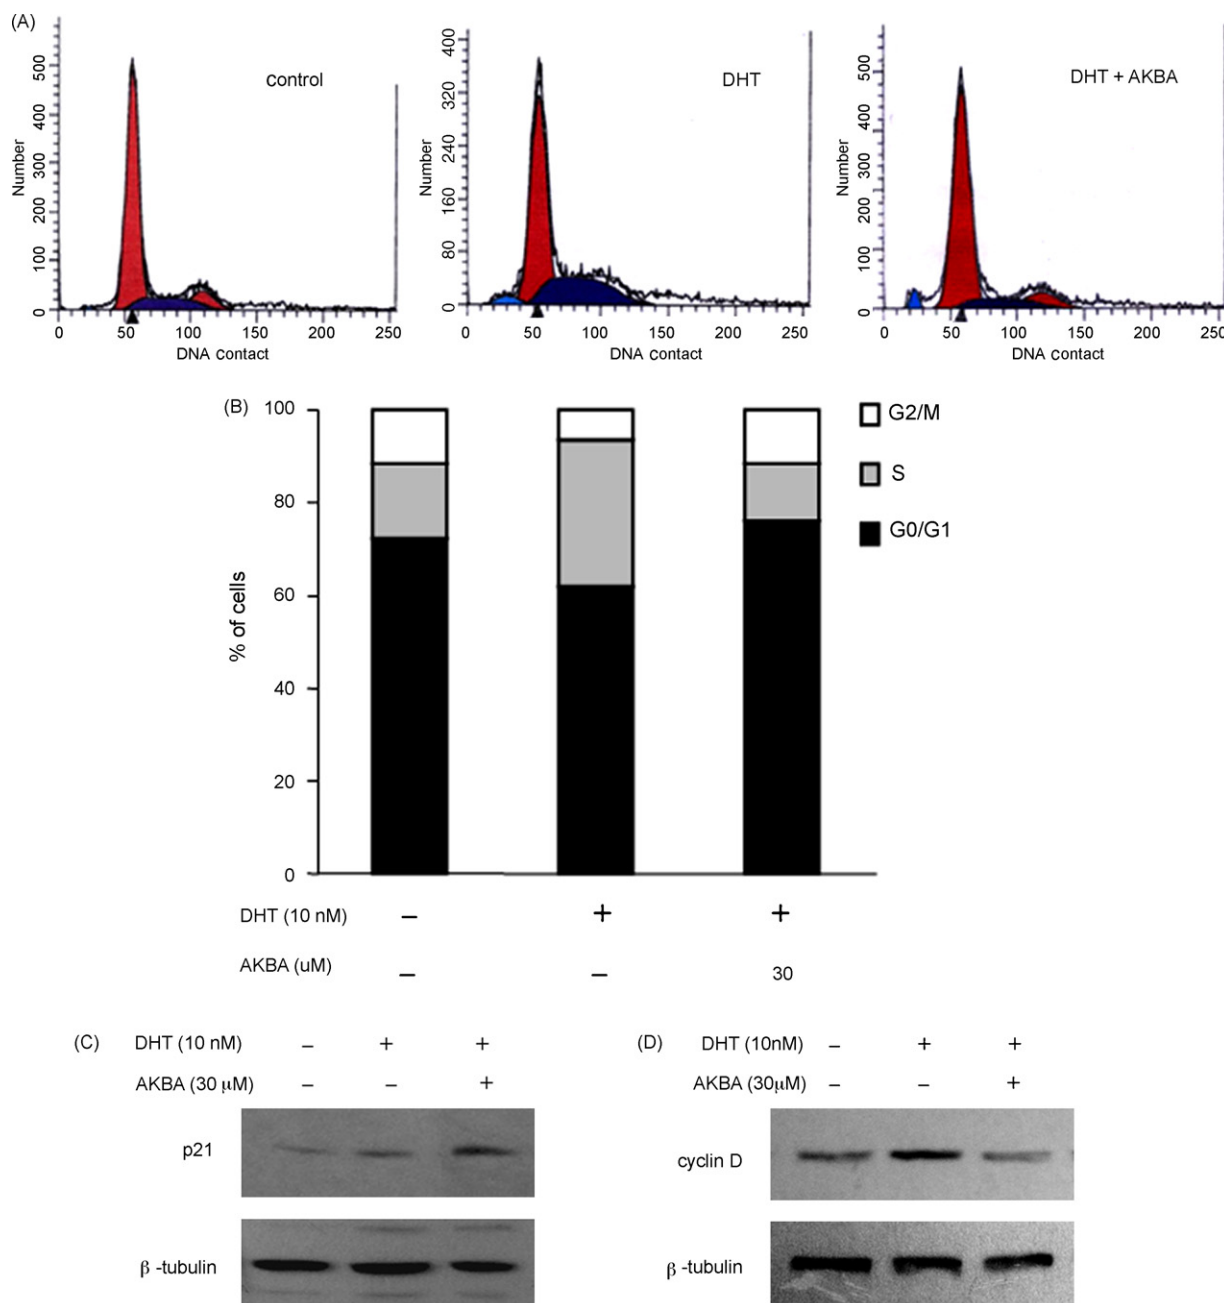 (A)
control
DHT
DHT + AKBA
Number
500
400
300
200
100
0
Number
400
320
240
160
80
0
Number
500
400
300
200
100
0
0 50 100 150 200 250
0 50 100 150 200 250
0 50 100 150 200 250
DNA contact
DNA contact
DNA contact
(B)
% of cells
100
80
60
40
20
0
G2/M
S
G0/G1
DHT (10 nM) – + +
AKBA (uM) – – 30
(C) DHT (10 nM) – + +
AKBA (30 μM) – – +
p21
β -tubulin
(D) DHT (10nM) – + +
AKBA (30μM) – – +
cyclin D
β -tubulin